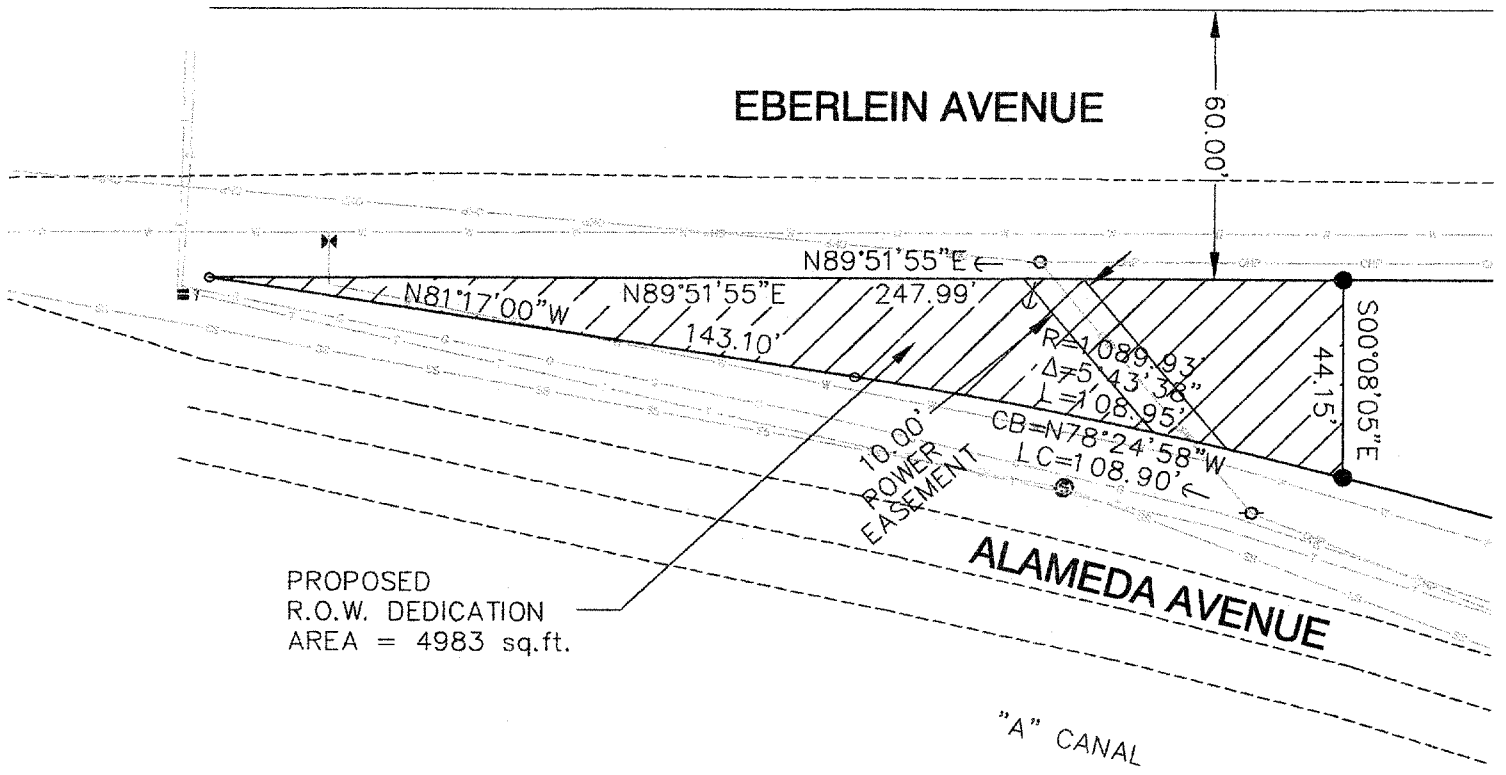 EBERLEIN AVENUE
60.00'
N89°51'55"E
N81°17'00"W
N89°51'55"E
247.99'
143.10'
R=1089.93'
Δ=5°43'38"
L=108.95'
CB=N78°24'58"W
LC=108.90'
S00°08'05"E
44.15'
10.00'
POWER
EASEMENT
PROPOSED
R.O.W. DEDICATION
AREA = 4983 sq.ft.
ALAMEDA AVENUE
"A" CANAL